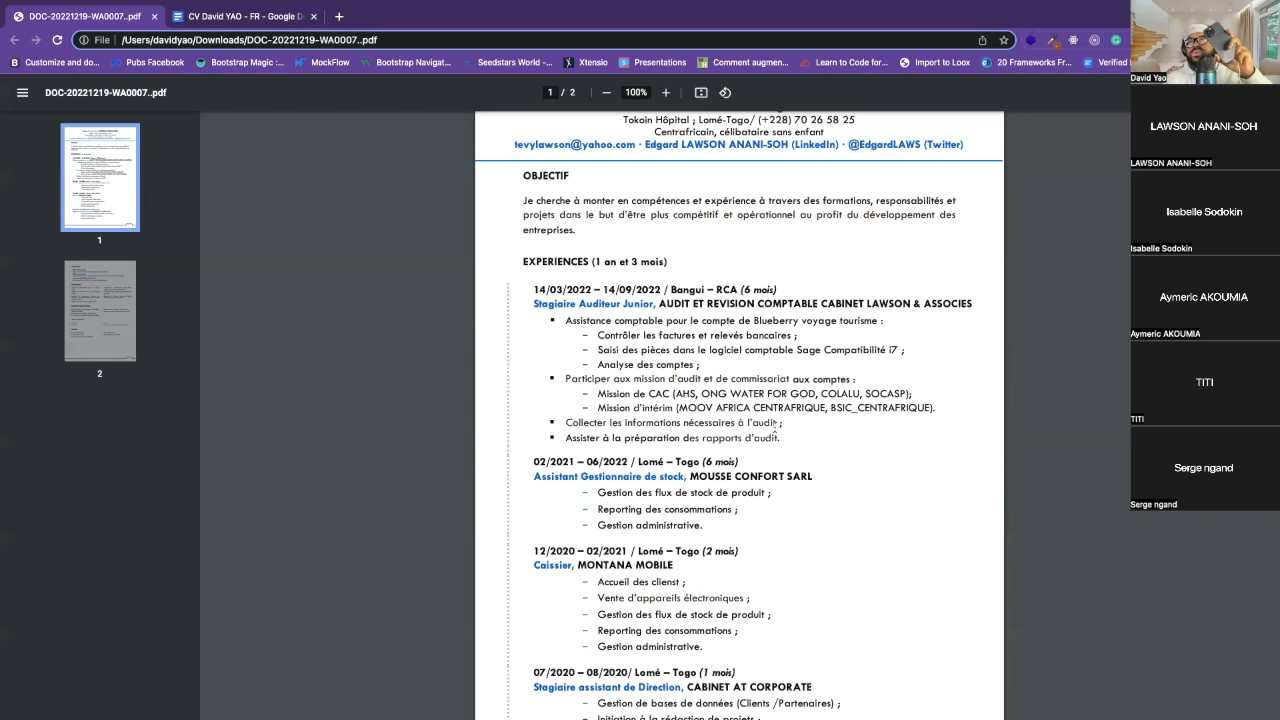 DOC-20221219-WA0007..pdf
CV David YAO - FR - Google D
File
/Users/davidyao/Downloads/DOC-20221219-WA0007..pdf
Customize and do...
Pubs Facebook
Bootstrap Magic :...
MockFlow
Bootstrap Navigat...
Seedstars World -...
Xtensio
Presentations
Comment augmen...
Learn to Code for...
Import to Loox
20 Frameworks Fr...
Verified
DOC-20221219-WA0007..pdf
1 / 2
100%
1
2
Tokoin Hôpital ; Lomé-Togo/ (+228) 70 26 58 25
Centrafricain, célibataire sans enfant
tevylawson@yahoo.com · Edgard LAWSON ANANI-SOH (LinkedIn) · @EdgardLAWS (Twitter)
OBJECTIF
Je cherche à monter en compétences et expérience à travers des formations, responsabilités et
projets dans le but d'être plus compétitif et opérationnel au profit du développement des
entreprises.
EXPERIENCES (1 an et 3 mois)
14/03/2022 – 14/09/2022 / Bangui – RCA (6 mois)
Stagiaire Auditeur Junior, AUDIT ET REVISION COMPTABLE CABINET LAWSON & ASSOCIES
▪ Assistance comptable pour le compte de Blueberry voyage tourisme :
– Contrôler les factures et relevés bancaires ;
– Saisi des pièces dans le logiciel comptable Sage Compatibilité i7 ;
– Analyse des comptes ;
▪ Participer aux mission d'audit et de commissariat aux comptes :
– Mission de CAC (AHS, ONG WATER FOR GOD, COLALU, SOCASP);
– Mission d'intérim (MOOV AFRICA CENTRAFRIQUE, BSIC_CENTRAFRIQUE).
▪ Collecter les informations nécessaires à l'audit ;
▪ Assister à la préparation des rapports d'audit.
02/2021 – 06/2022 / Lomé – Togo (6 mois)
Assistant Gestionnaire de stock, MOUSSE CONFORT SARL
– Gestion des flux de stock de produit ;
– Reporting des consommations ;
– Gestion administrative.
12/2020 – 02/2021 / Lomé – Togo (2 mois)
Caissier, MONTANA MOBILE
– Accueil des clienst ;
– Vente d'appareils électroniques ;
– Gestion des flux de stock de produit ;
– Reporting des consommations ;
– Gestion administrative.
07/2020 – 08/2020/ Lomé – Togo (1 mois)
Stagiaire assistant de Direction, CABINET AT CORPORATE
– Gestion de bases de données (Clients /Partenaires) ;
– Initiation à la rédaction de projets ;
David Yao
LAWSON ANANI-SOH
LAWSON ANANI-SOH
Isabelle Sodokin
Isabelle Sodokin
Aymeric AKOUMIA
Aymeric AKOUMIA
TITI
TITI
Serge ngand
Serge ngand